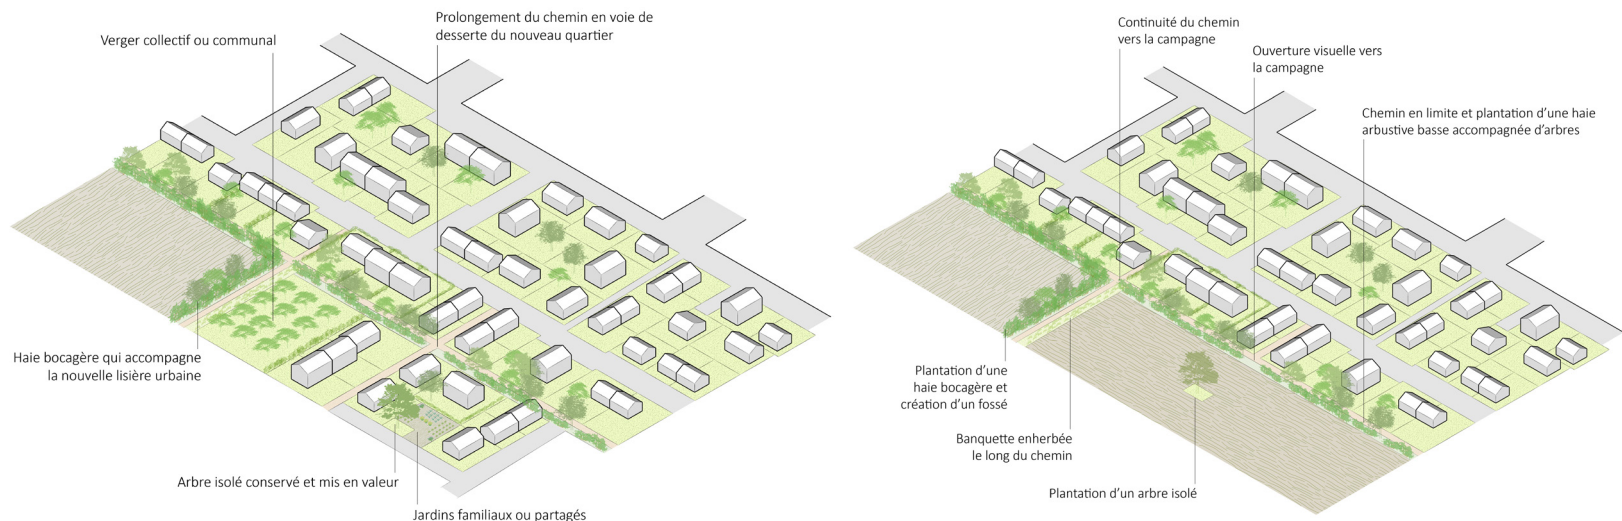 Prolongement du chemin en voie de
desserte du nouveau quartier
Verger collectif ou communal
Haie bocagère qui accompagne
la nouvelle lisière urbaine
Arbre isolé conservé et mis en valeur
Jardins familiaux ou partagés
Continuité du chemin
vers la campagne
Ouverture visuelle vers
la campagne
Chemin en limite et plantation d’une haie
arbustive basse accompagnée d’arbres
Plantation d’une
haie bocagère et
création d’un fossé
Banquette enherbée
le long du chemin
Plantation d’un arbre isolé